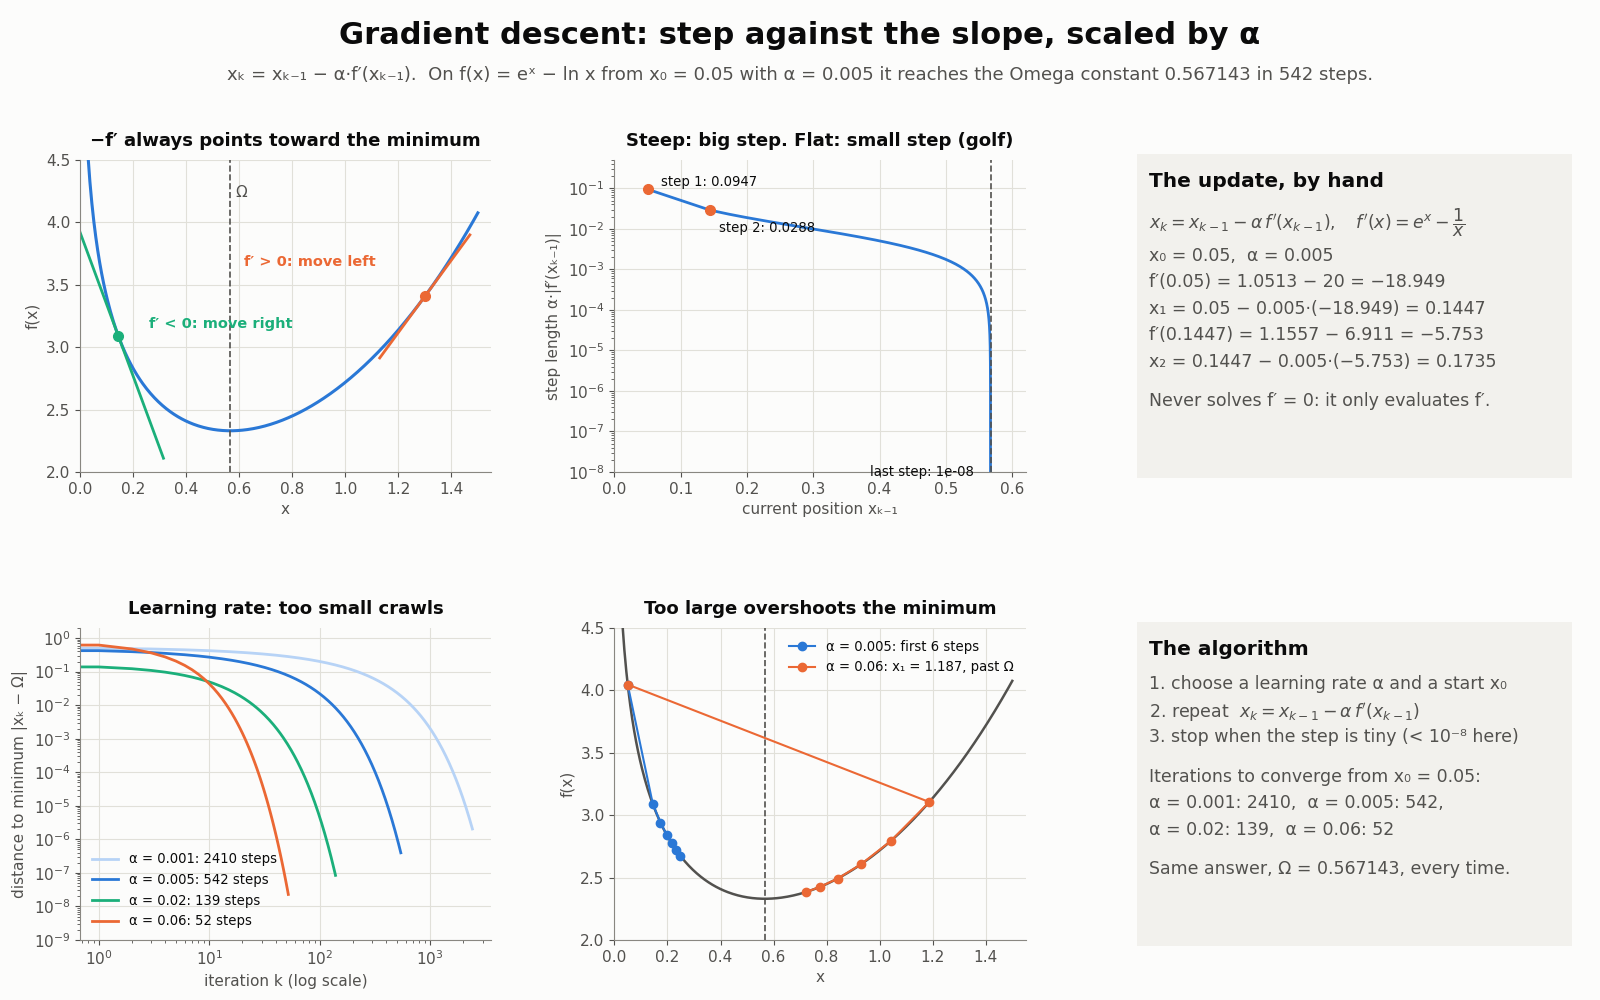 Gradient descent: step against the slope, scaled by α
xₖ = xₖ₋₁ − α·f′(xₖ₋₁).  On f(x) = eˣ − ln x from x₀ = 0.05 with α = 0.005 it reaches the Omega constant 0.567143 in 542 steps.
−f′ always points toward the minimum
4.5
4.0
3.5
3.0
2.5
2.0
f(x)
Ω
f′ > 0: move left
f′ < 0: move right
0.0 0.2 0.4 0.6 0.8 1.0 1.2 1.4
x
Steep: big step. Flat: small step (golf)
10⁻¹
10⁻²
10⁻³
10⁻⁴
10⁻⁵
10⁻⁶
10⁻⁷
10⁻⁸
step length α·|f′(xₖ₋₁)|
step 1: 0.0947
step 2: 0.0288
last step: 1e-08
0.0 0.1 0.2 0.3 0.4 0.5 0.6
current position xₖ₋₁
The update, by hand
xₖ = xₖ₋₁ − α f′(xₖ₋₁),    f′(x) = eˣ − 1/x
x₀ = 0.05,  α = 0.005
f′(0.05) = 1.0513 − 20 = −18.949
x₁ = 0.05 − 0.005·(−18.949) = 0.1447
f′(0.1447) = 1.1557 − 6.911 = −5.753
x₂ = 0.1447 − 0.005·(−5.753) = 0.1735
Never solves f′ = 0: it only evaluates f′.
Learning rate: too small crawls
10⁰
10⁻¹
10⁻²
10⁻³
10⁻⁴
10⁻⁵
10⁻⁶
10⁻⁷
10⁻⁸
10⁻⁹
distance to minimum |xₖ − Ω|
α = 0.001: 2410 steps
α = 0.005: 542 steps
α = 0.02: 139 steps
α = 0.06: 52 steps
10⁰ 10¹ 10² 10³
iteration k (log scale)
Too large overshoots the minimum
4.5
4.0
3.5
3.0
2.5
2.0
f(x)
α = 0.005: first 6 steps
α = 0.06: x₁ = 1.187, past Ω
0.0 0.2 0.4 0.6 0.8 1.0 1.2 1.4
x
The algorithm
1. choose a learning rate α and a start x₀
2. repeat  xₖ = xₖ₋₁ − α f′(xₖ₋₁)
3. stop when the step is tiny (< 10⁻⁸ here)
Iterations to converge from x₀ = 0.05:
α = 0.001: 2410,  α = 0.005: 542,
α = 0.02: 139,  α = 0.06: 52
Same answer, Ω = 0.567143, every time.